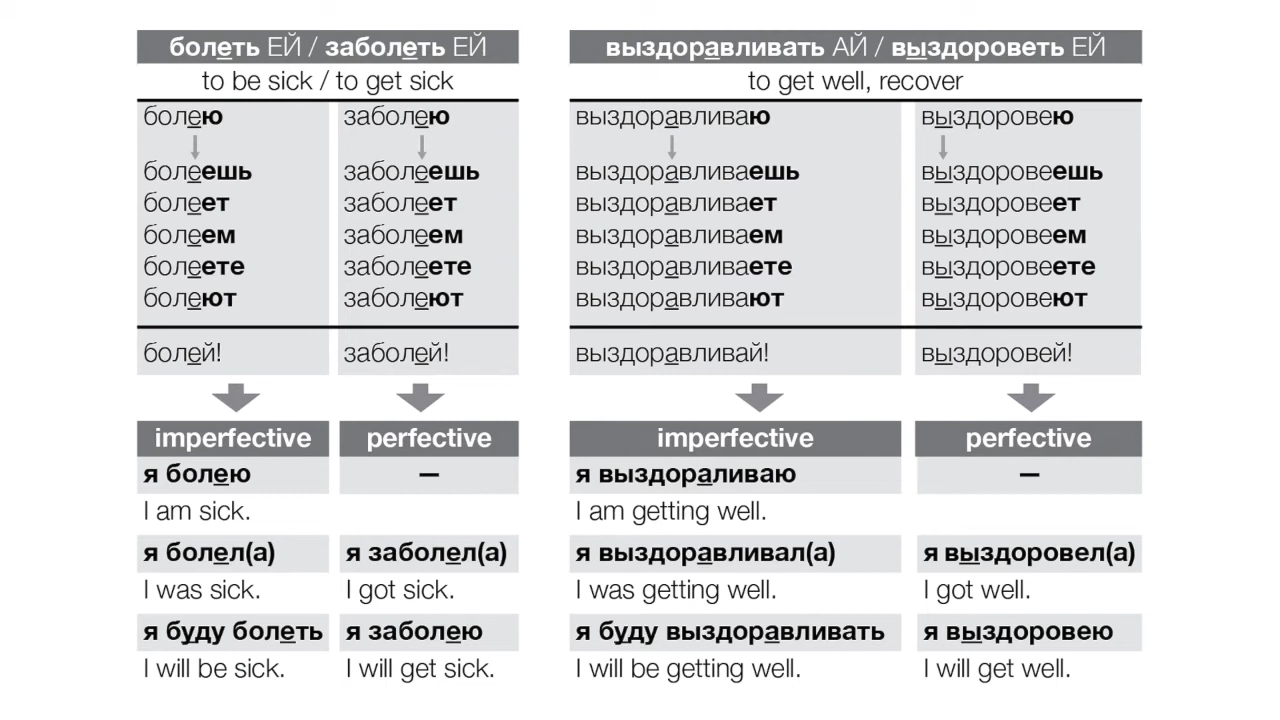 болеть ЕЙ / заболеть ЕЙ
to be sick / to get sick
болею заболею
болеешь заболеешь
болеет заболеет
болеем заболеем
болеете заболеете
болеют заболеют
болей! заболей!
imperfective perfective
я болею —
I am sick.
я болел(а) я заболел(а)
I was sick. I got sick.
я буду болеть я заболею
I will be sick. I will get sick.
выздоравливать АЙ / выздороветь ЕЙ
to get well, recover
выздоравливаю выздоровею
выздоравливаешь выздоровеешь
выздоравливает выздоровеет
выздоравливаем выздоровеем
выздоравливаете выздоровеете
выздоравливают выздоровеют
выздоравливай! выздоровей!
imperfective perfective
я выздораливаю —
I am getting well.
я выздоравливал(а) я выздоровел(а)
I was getting well. I got well.
я буду выздоравливать я выздоровею
I will be getting well. I will get well.